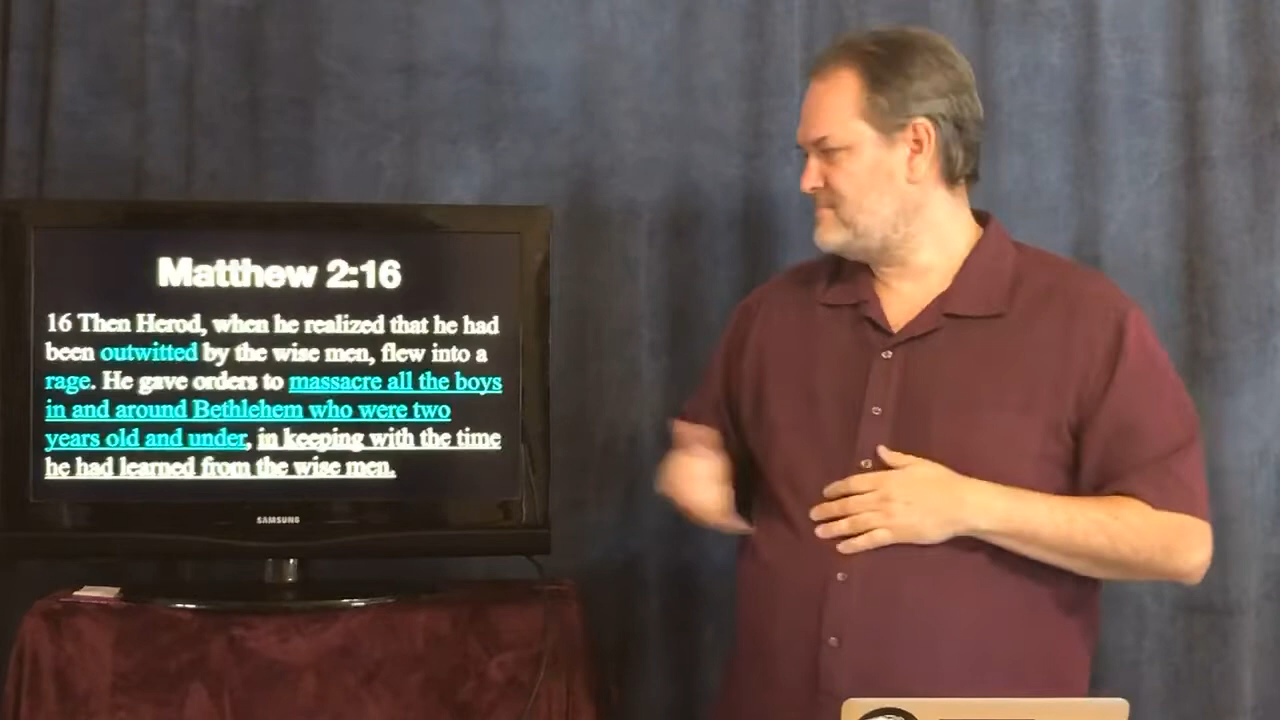 Matthew 2:16
16 Then Herod, when he realized that he had
been outwitted by the wise men, flew into a
rage. He gave orders to massacre all the boys
in and around Bethlehem who were two
years old and under, in keeping with the time
he had learned from the wise men.
SAMSUNG